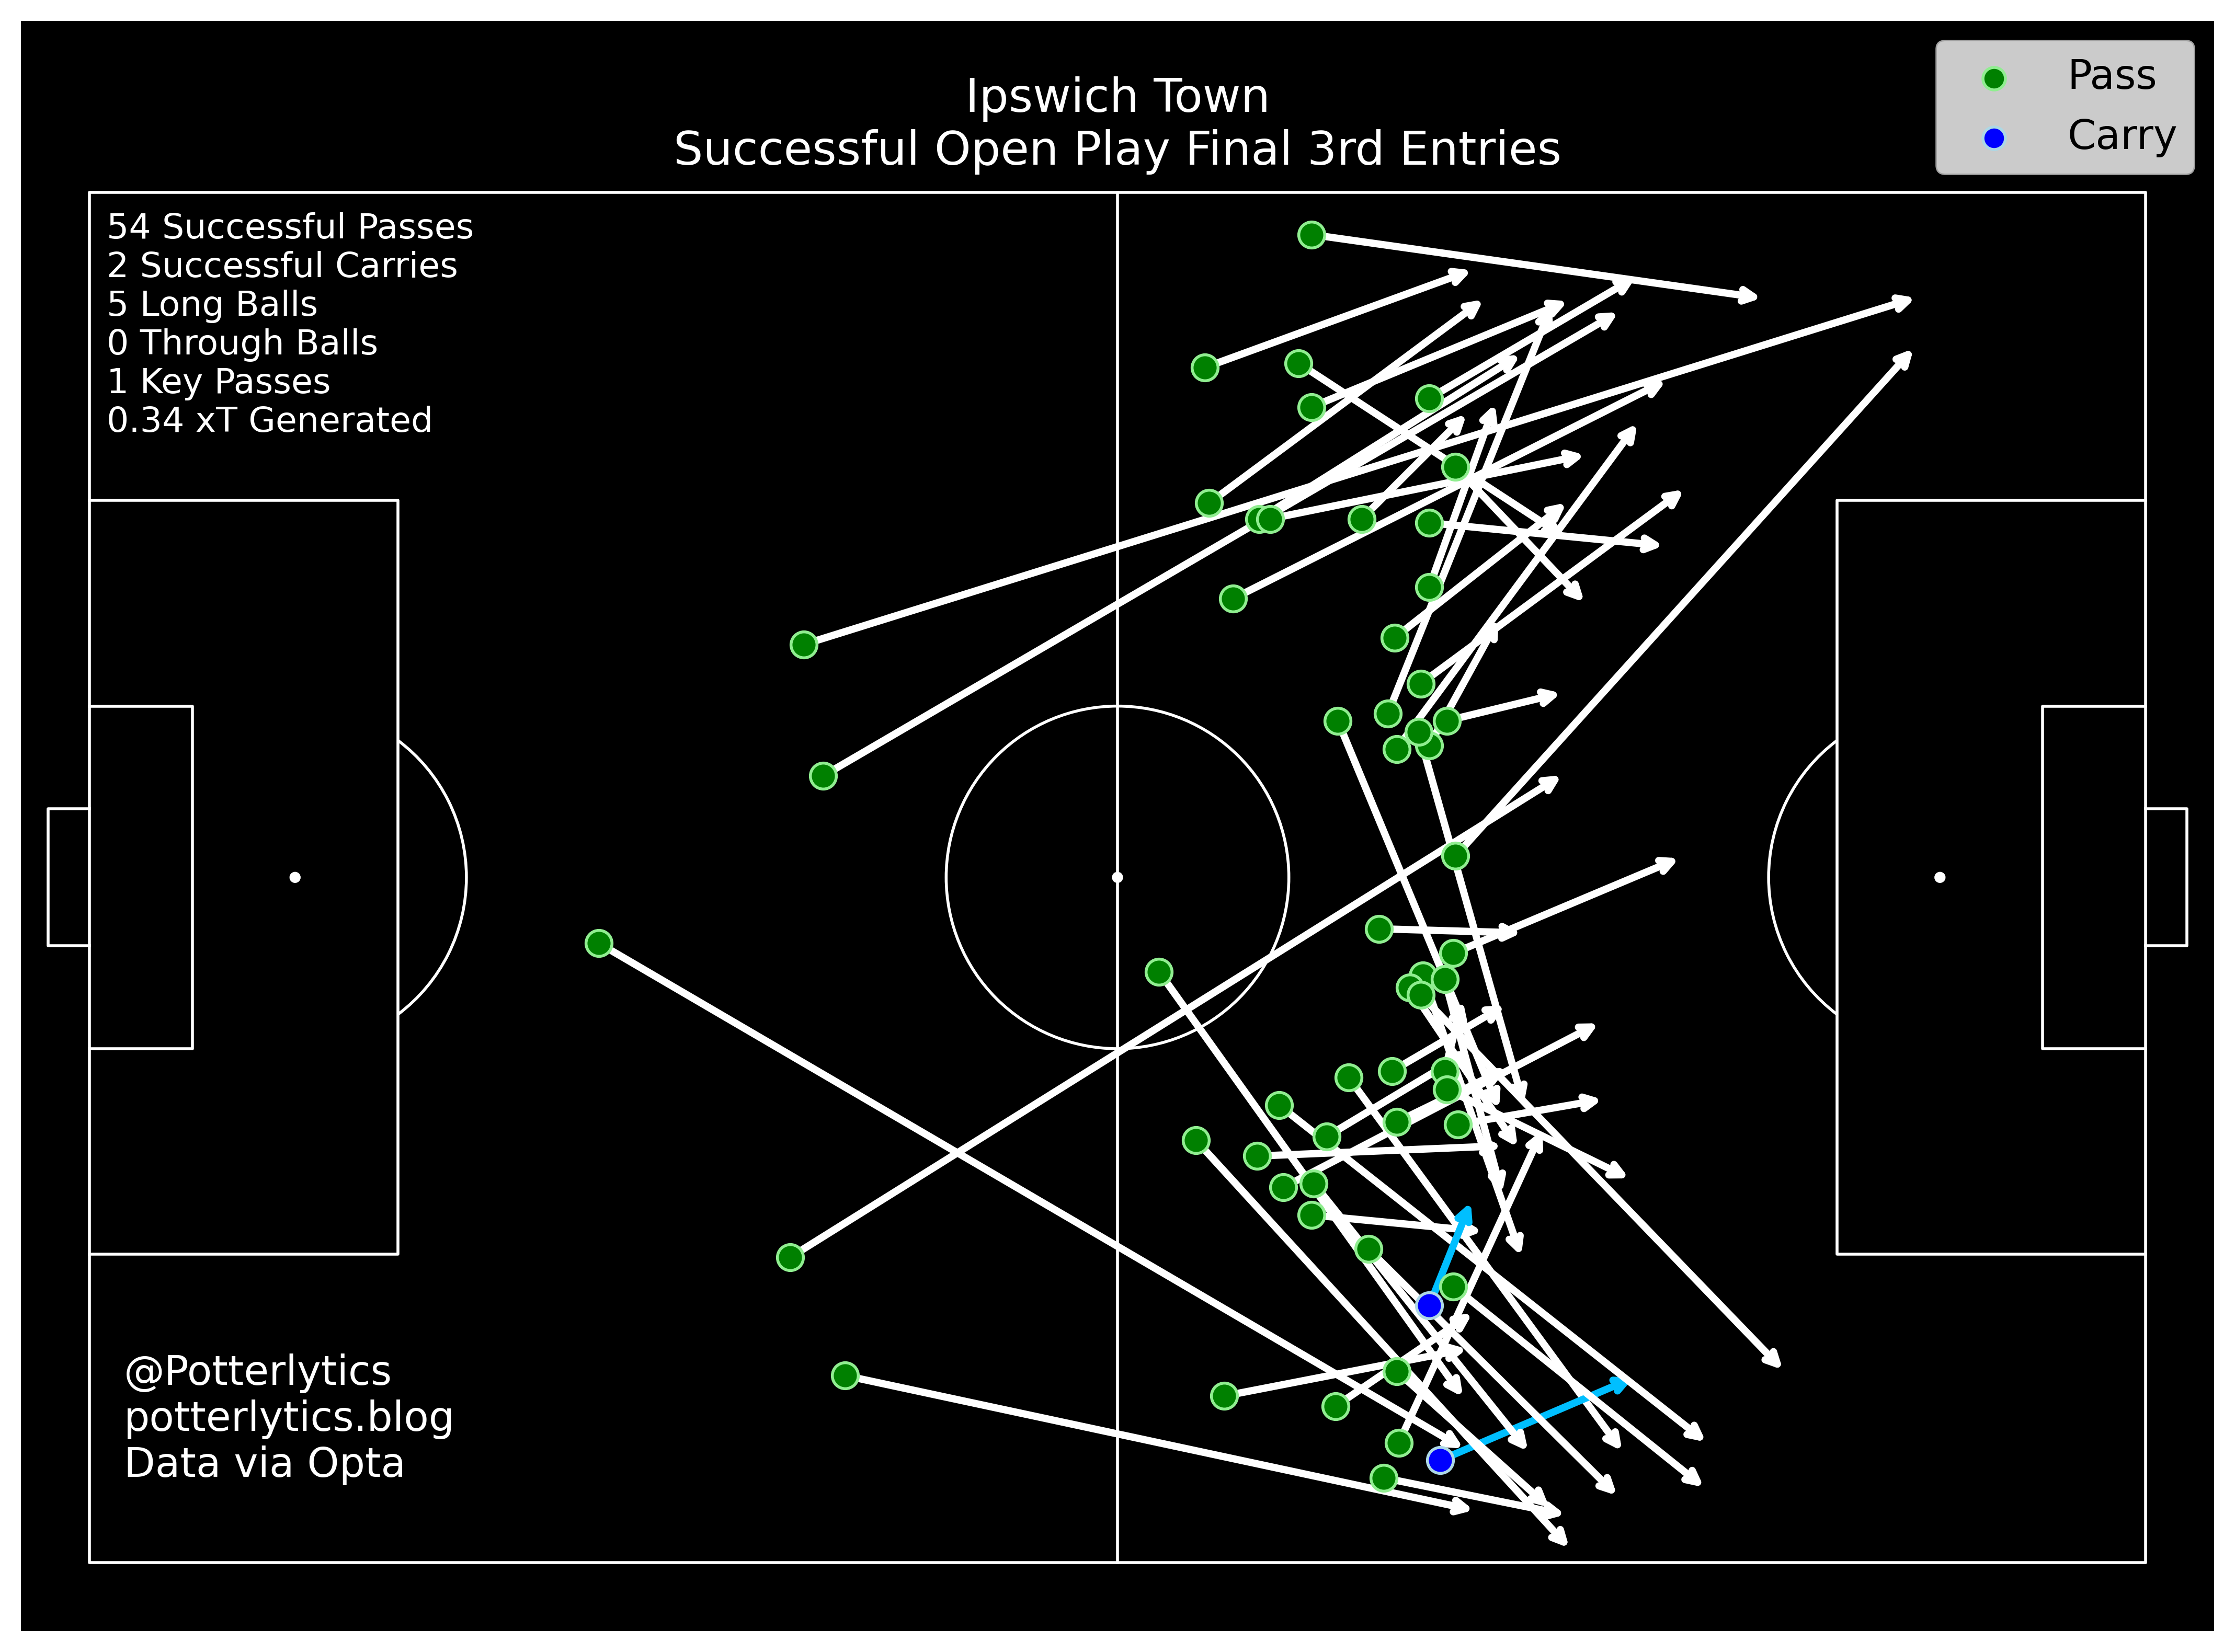 Ipswich Town
Successful Open Play Final 3rd Entries
Pass
Carry
54 Successful Passes
2 Successful Carries
5 Long Balls
0 Through Balls
1 Key Passes
0.34 xT Generated
@Potterlytics
potterlytics.blog
Data via Opta